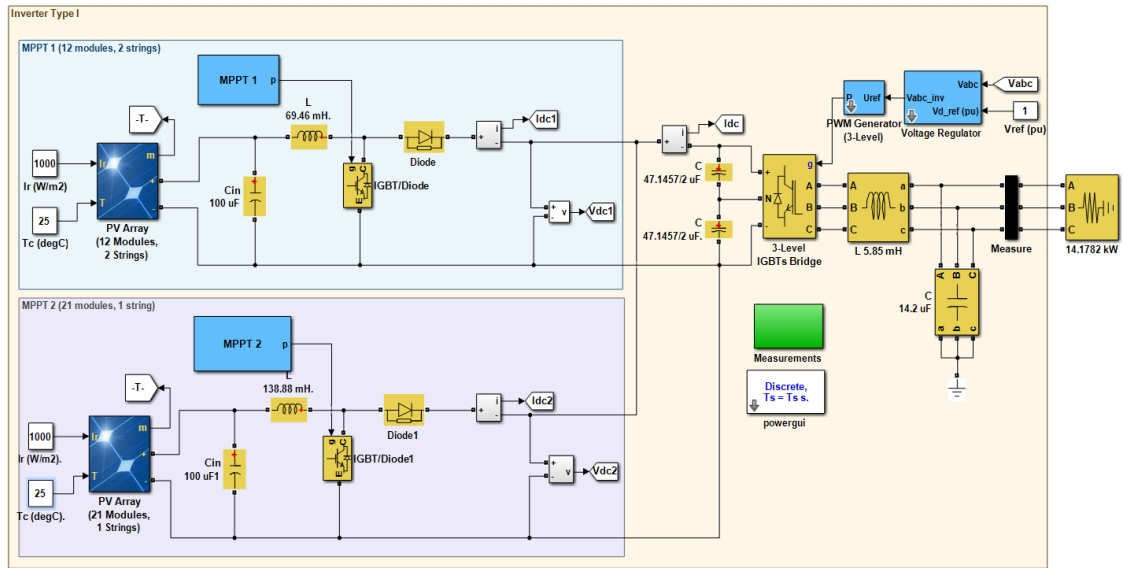 Inverter Type I
MPPT 1 (12 modules, 2 strings)
MPPT 1
p
L
69.46 mH.
-T-
1000
Ir (W/m2)
25
Tc (degC)
Ir
T
m
+
-
PV Array
(12 Modules,
2 Strings)
Cin
100 uF
+
g
C
E
IGBT/Diode
Diode
+
i
-
Idc1
+
-
v
Vdc1
+
i
-
Idc
C
47.1457/2 uF
C
47.1457/2 uF.
+
+
g
+
N
-
A
B
C
3-Level
IGBTs Bridge
P
Uref
PWM Generator
(3-Level)
Vabc
Vabc_inv
Vd_ref (pu)
Voltage Regulator
Vabc
1
Vref (pu)
A
B
C
a
b
c
L 5.85 mH
Measure
A
B
C
14.1782 kW
C
14.2 uF
A
B
C
a
b
c
MPPT 2 (21 modules, 1 string)
MPPT 2
p
L
138.88 mH.
-T-
1000
Ir (W/m2).
25
Tc (degC).
Ir
T
m
+
-
PV Array
(21 Modules,
1 Strings)
Cin
100 uF1
+
g
C
E
IGBT/Diode1
Diode1
+
i
-
Idc2
+
-
v
Vdc2
Measurements
Discrete,
Ts = Ts s.
powergui